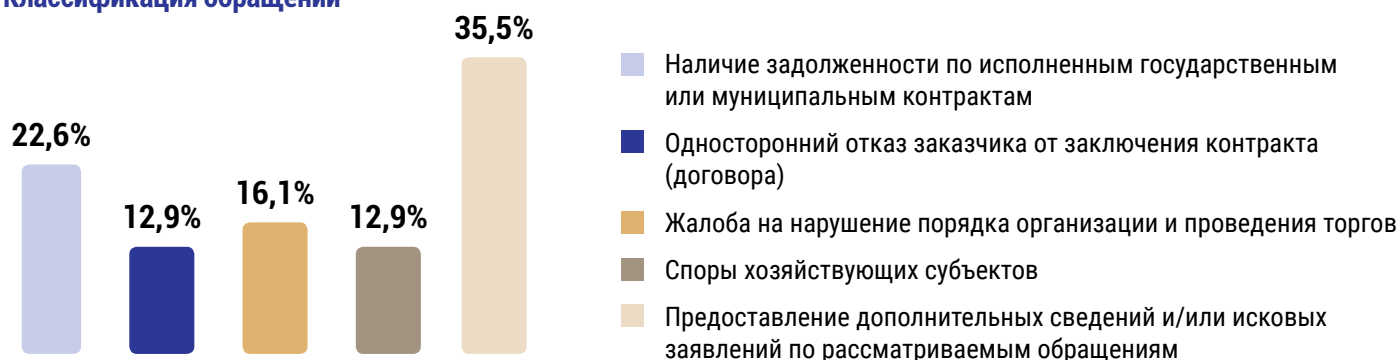 Классификация обращений
35,5%
22,6%
16,1%
12,9%
12,9%
Наличие задолженности по исполненным государственным
или муниципальным контрактам
Односторонний отказ заказчика от заключения контракта
(договора)
Жалоба на нарушение порядка организации и проведения торгов
Споры хозяйствующих субъектов
Предоставление дополнительных сведений и/или исковых
заявлений по рассматриваемым обращениям